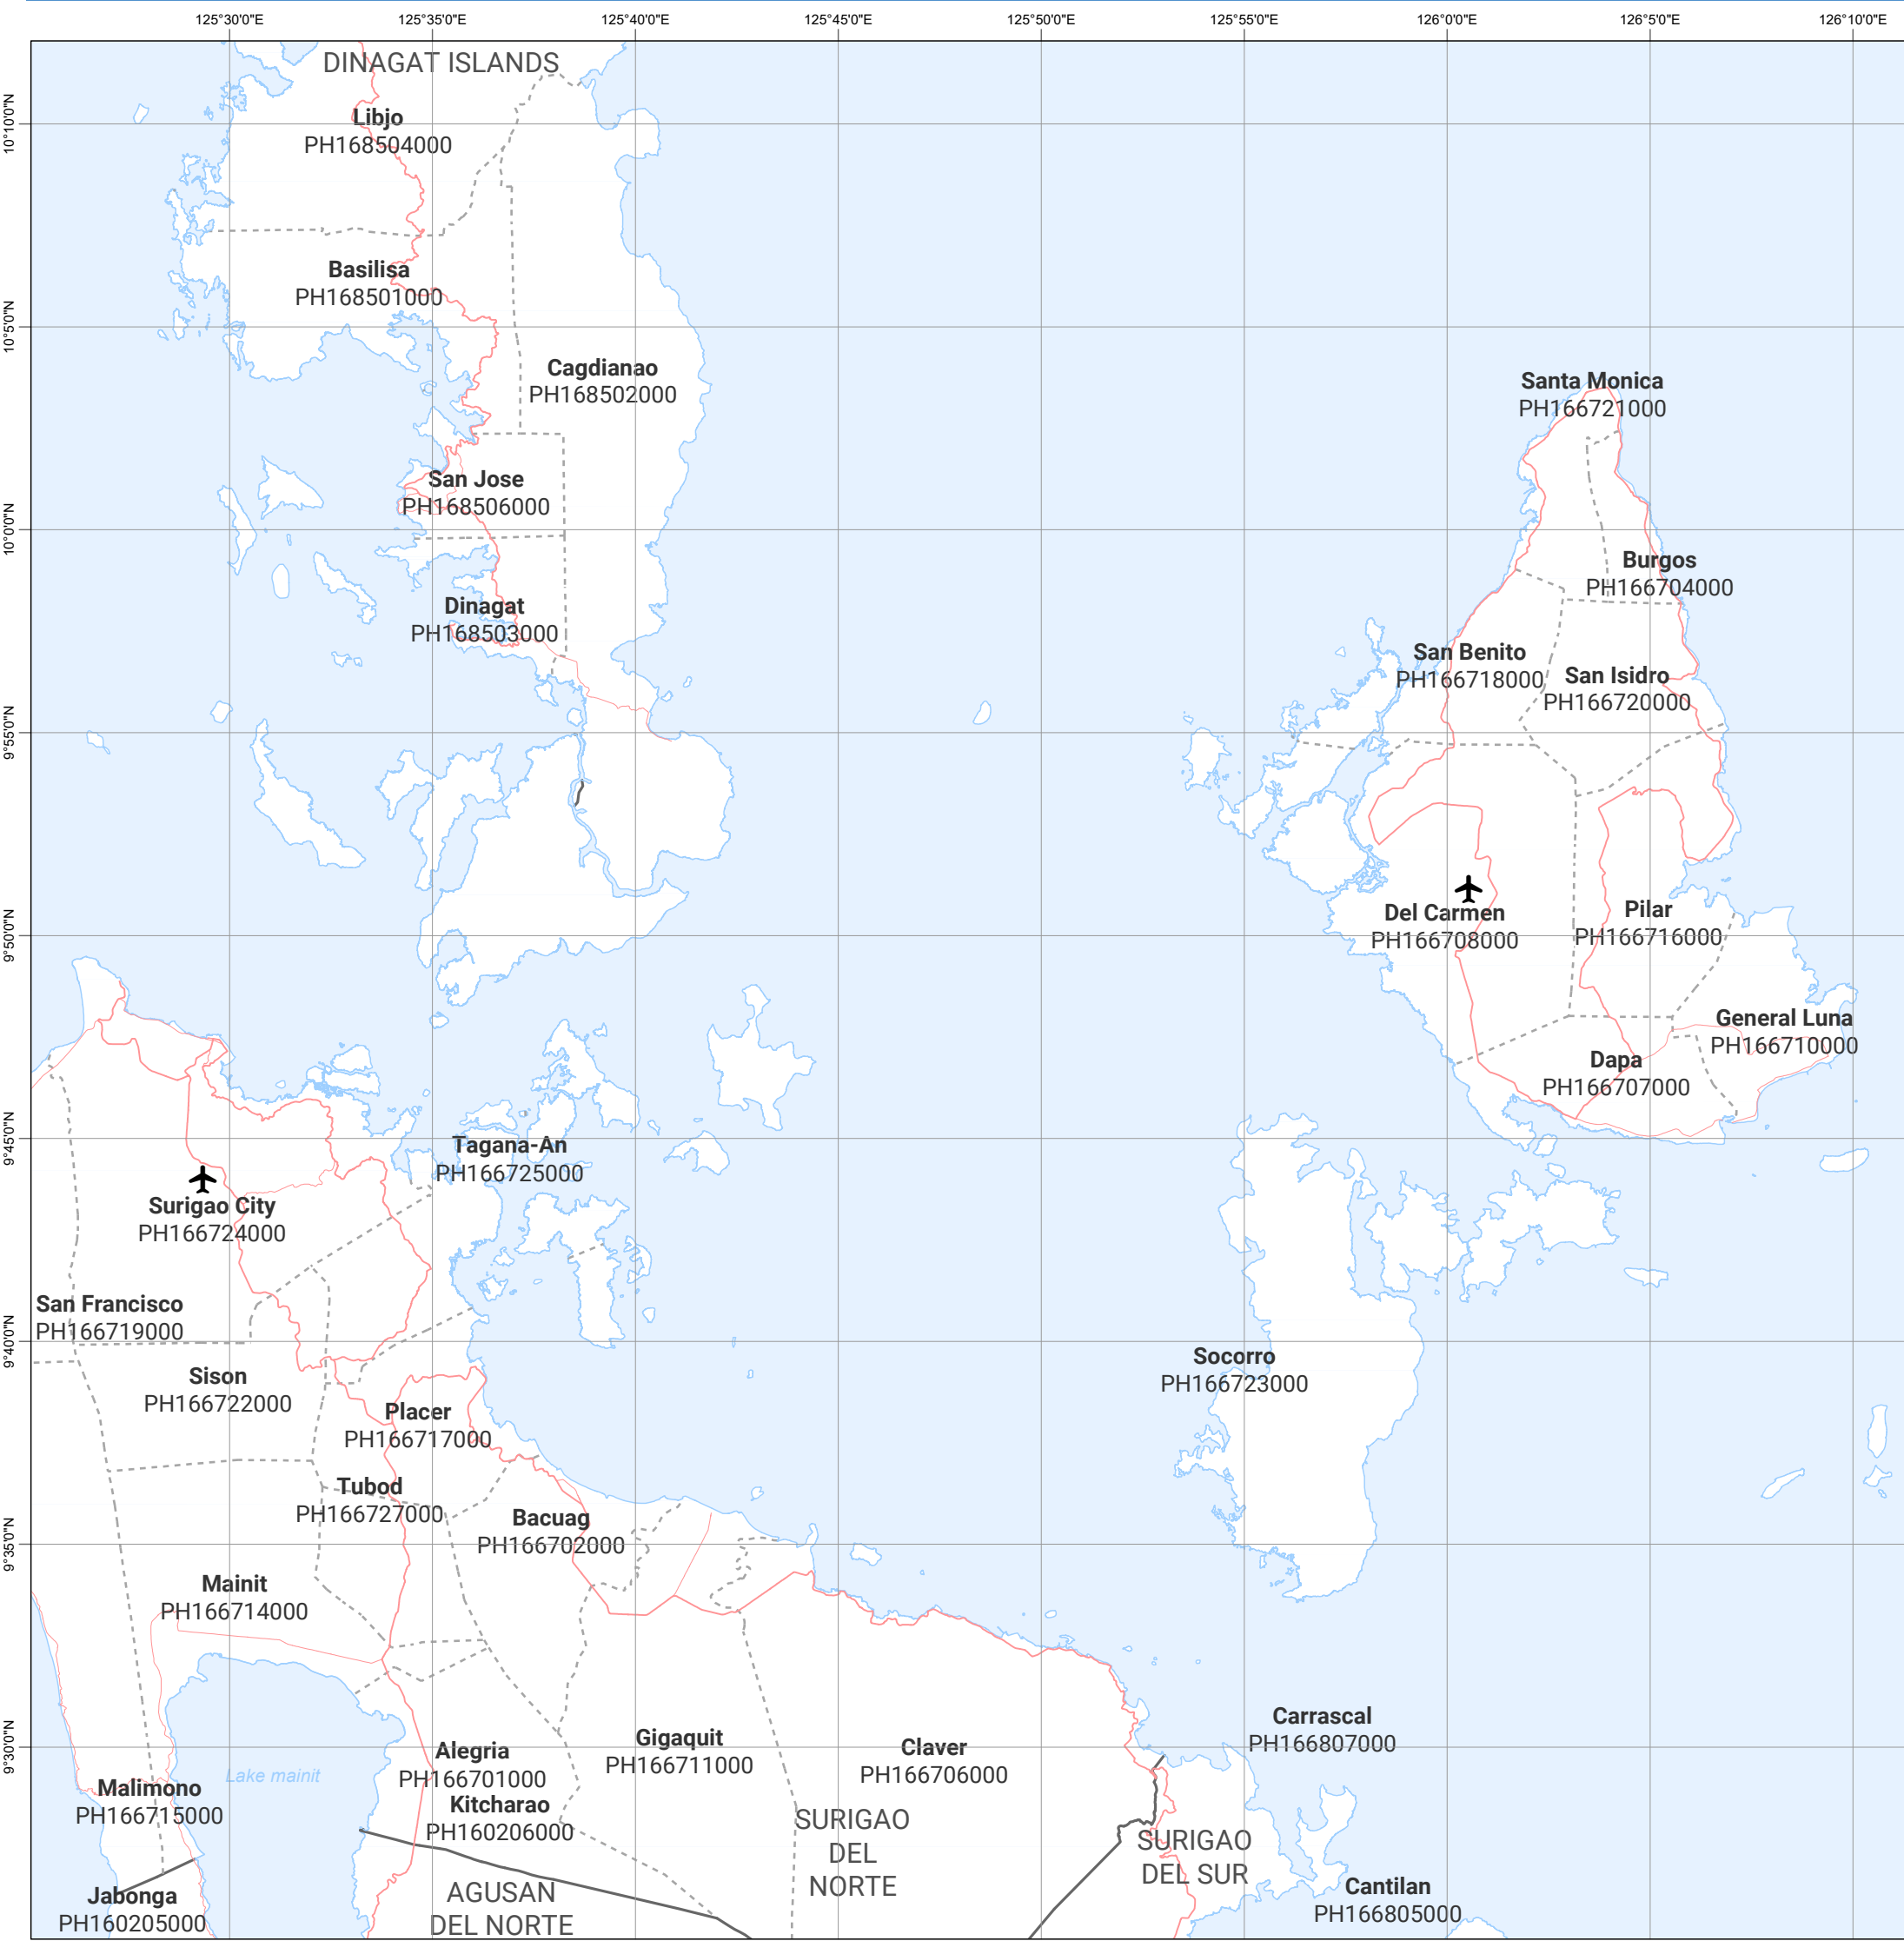 125°30'0"E
125°35'0"E
125°40'0"E
125°45'0"E
125°50'0"E
125°55'0"E
126°0'0"E
126°5'0"E
126°10'0"E
10°10'0"N
10°5'0"N
10°0'0"N
9°55'0"N
9°50'0"N
9°45'0"N
9°40'0"N
9°35'0"N
9°30'0"N
DINAGAT ISLANDS
Libjo
PH168504000
Basilisa
PH168501000
Cagdianao
PH168502000
Santa Monica
PH166721000
San Jose
PH168506000
Burgos
PH166704000
Dinagat
PH168503000
San Benito
PH166718000
San Isidro
PH166720000
Del Carmen
PH166708000
Pilar
PH166716000
General Luna
PH166710000
Dapa
PH166707000
Tagana-An
PH166725000
Surigao City
PH166724000
San Francisco
PH166719000
Sison
PH166722000
Socorro
PH166723000
Placer
PH166717000
Tubod
PH166727000
Bacuag
PH166702000
Mainit
PH166714000
Carrascal
PH166807000
Gigaquit
PH166711000
Claver
PH166706000
Alegria
PH166701000
Lake mainit
Malimono
PH166715000
Kitcharao
PH160206000
SURIGAO
DEL
NORTE
SURIGAO
DEL SUR
AGUSAN
DEL NORTE
Jabonga
PH160205000
Cantilan
PH166805000